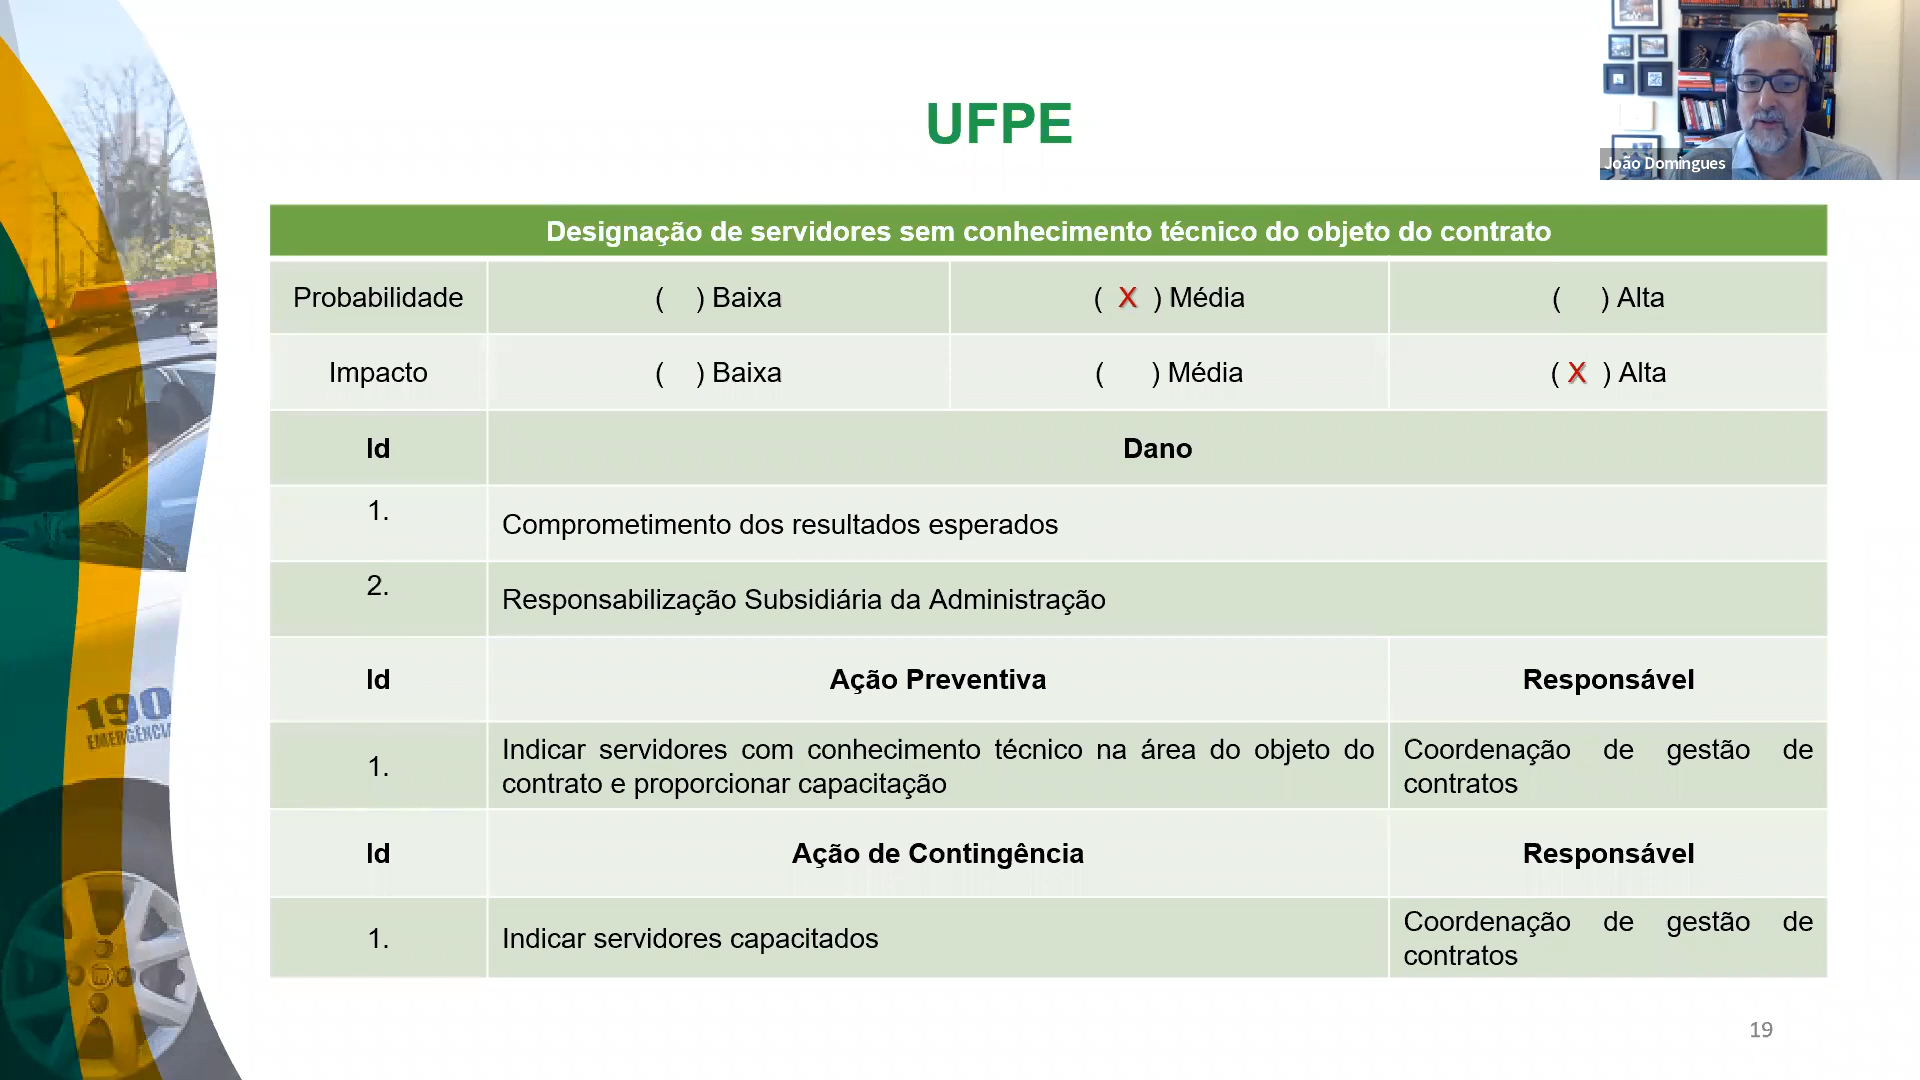 João Domingues
UFPE
Designação de servidores sem conhecimento técnico do objeto do contrato
Probabilidade ( ) Baixa ( X ) Média ( ) Alta
Impacto ( ) Baixa ( ) Média ( X ) Alta
Id Dano
1. Comprometimento dos resultados esperados
2. Responsabilização Subsidiária da Administração
Id Ação Preventiva Responsável
1. Indicar servidores com conhecimento técnico na área do objeto do
contrato e proporcionar capacitação
Coordenação de gestão de
contratos
Id Ação de Contingência Responsável
1. Indicar servidores capacitados
Coordenação de gestão de
contratos
190
EMERGÊNCIA
19